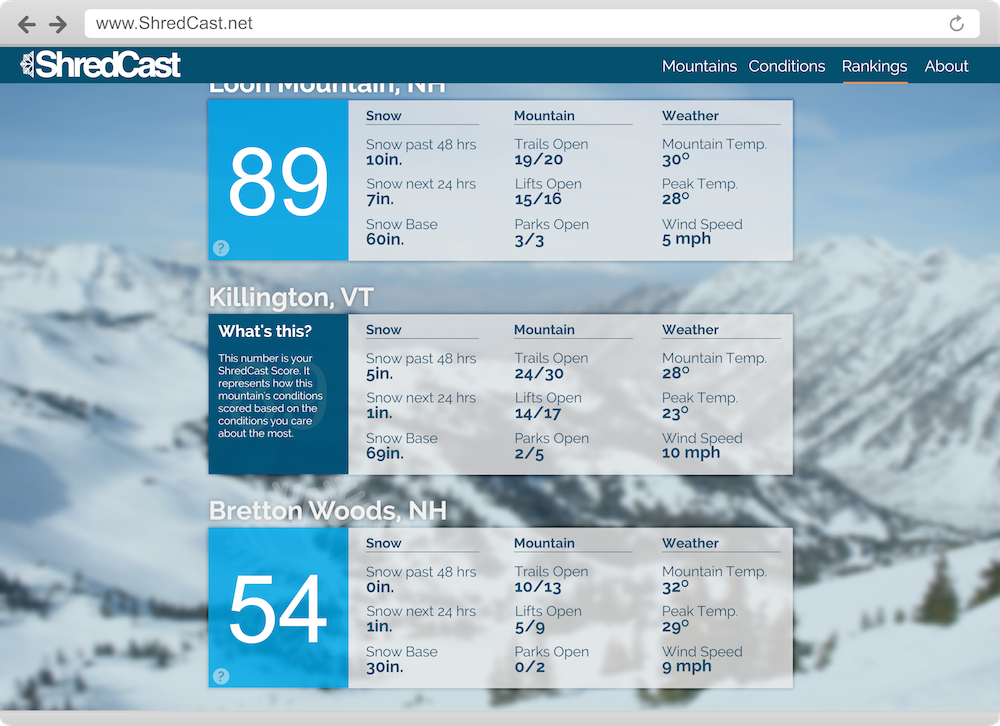 www.ShredCast.net
ShredCast
Mountains Conditions Rankings About
Loon Mountain, NH
89
?
Snow
Snow past 48 hrs
10in.
Snow next 24 hrs
7in.
Snow Base
60in.
Mountain
Trails Open
19/20
Lifts Open
15/16
Parks Open
3/3
Weather
Mountain Temp.
30º
Peak Temp.
28º
Wind Speed
5 mph
Killington, VT
What's this?
This number is your
ShredCast Score. It
represents how this
mountain's conditions
scored based on the
conditions you care
about the most.
Snow
Snow past 48 hrs
5in.
Snow next 24 hrs
1in.
Snow Base
69in.
Mountain
Trails Open
24/30
Lifts Open
14/17
Parks Open
2/5
Weather
Mountain Temp.
28º
Peak Temp.
23º
Wind Speed
10 mph
Bretton Woods, NH
54
?
Snow
Snow past 48 hrs
0in.
Snow next 24 hrs
1in.
Snow Base
30in.
Mountain
Trails Open
10/13
Lifts Open
5/9
Parks Open
0/2
Weather
Mountain Temp.
32º
Peak Temp.
29º
Wind Speed
9 mph